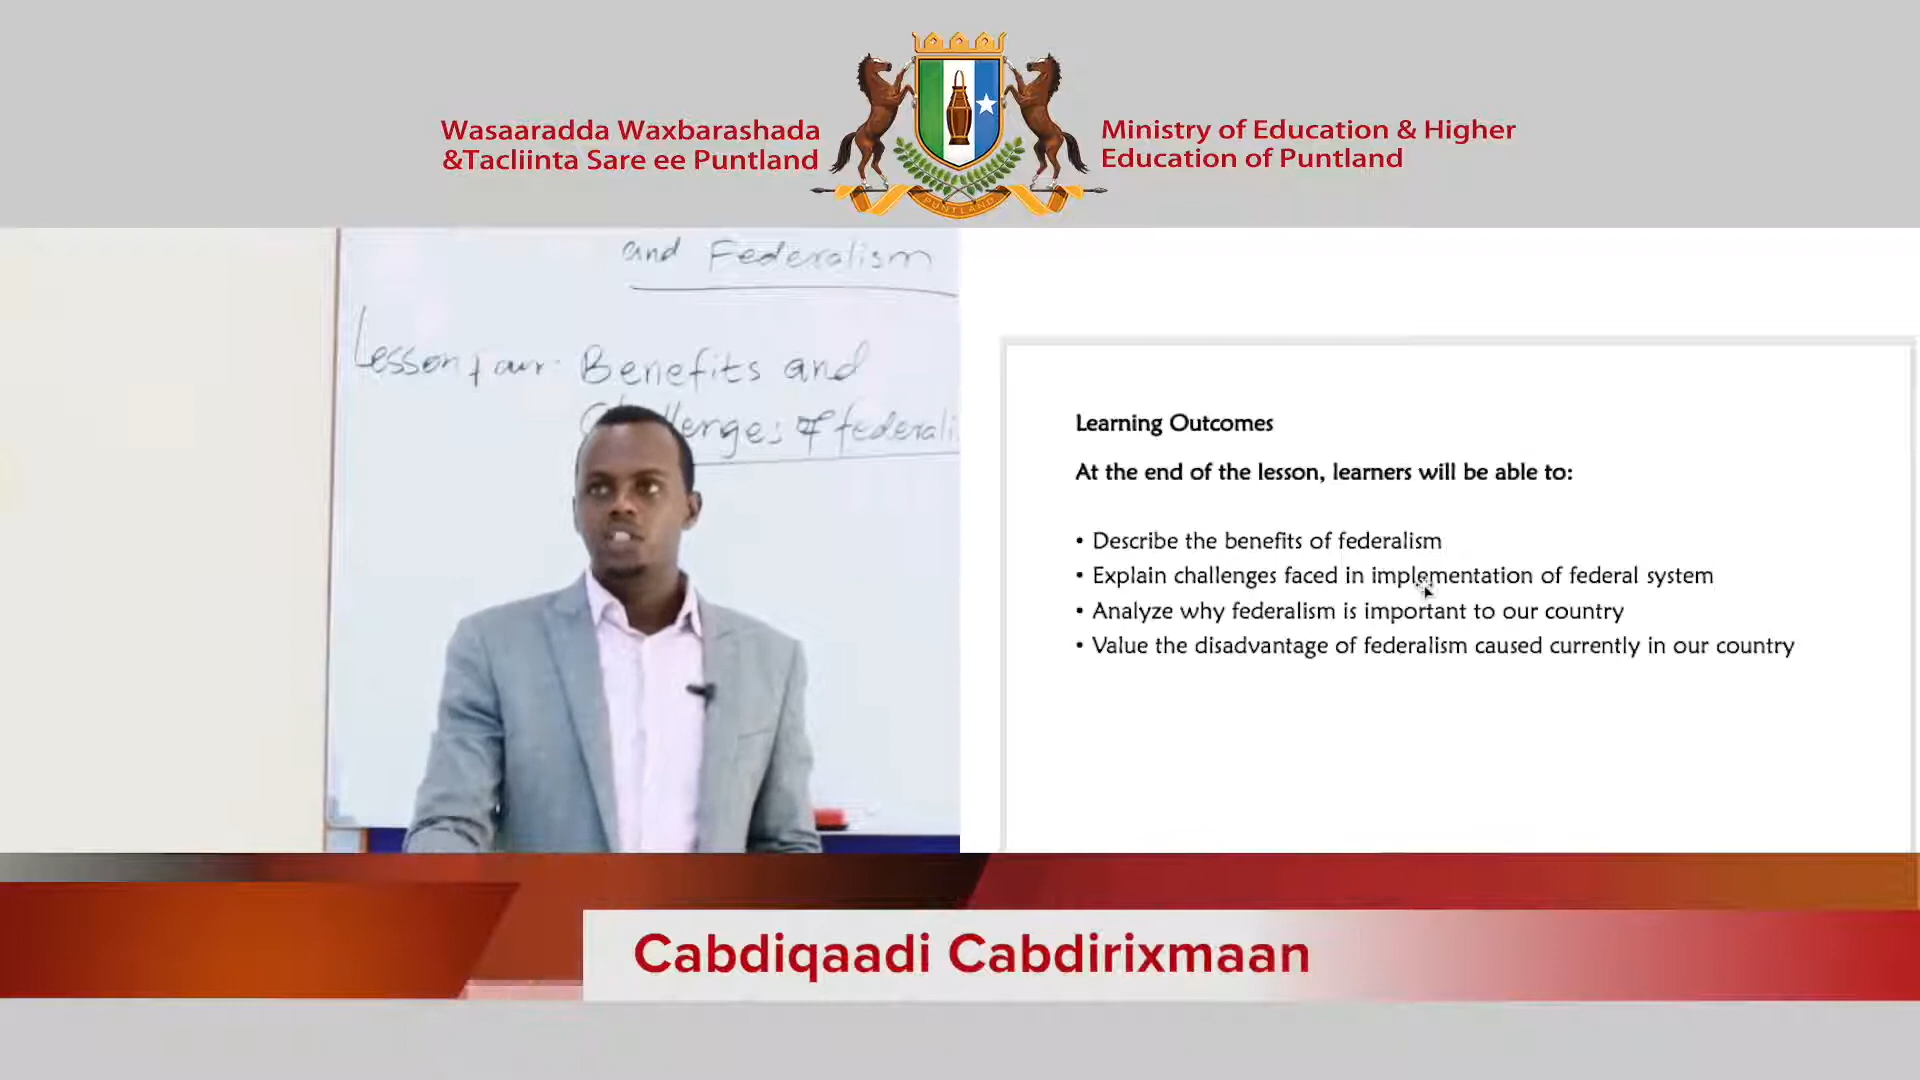 Wasaaradda Waxbarashada
&Tacliinta Sare ee Puntland
PUNTLAND
Ministry of Education & Higher
Education of Puntland
and Federalism
Lesson four. Benefits and
of federali
Learning Outcomes
At the end of the lesson, learners will be able to:
• Describe the benefits of federalism
• Explain challenges faced in implementation of federal system
• Analyze why federalism is important to our country
• Value the disadvantage of federalism caused currently in our country
Cabdiqaadi Cabdirixmaan